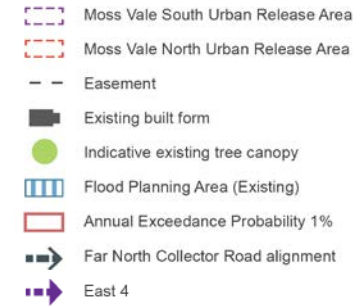 Moss Vale South Urban Release Area
Moss Vale North Urban Release Area
Easement
Existing built form
Indicative existing tree canopy
Flood Planning Area (Existing)
Annual Exceedance Probability 1%
Far North Collector Road alignment
East 4